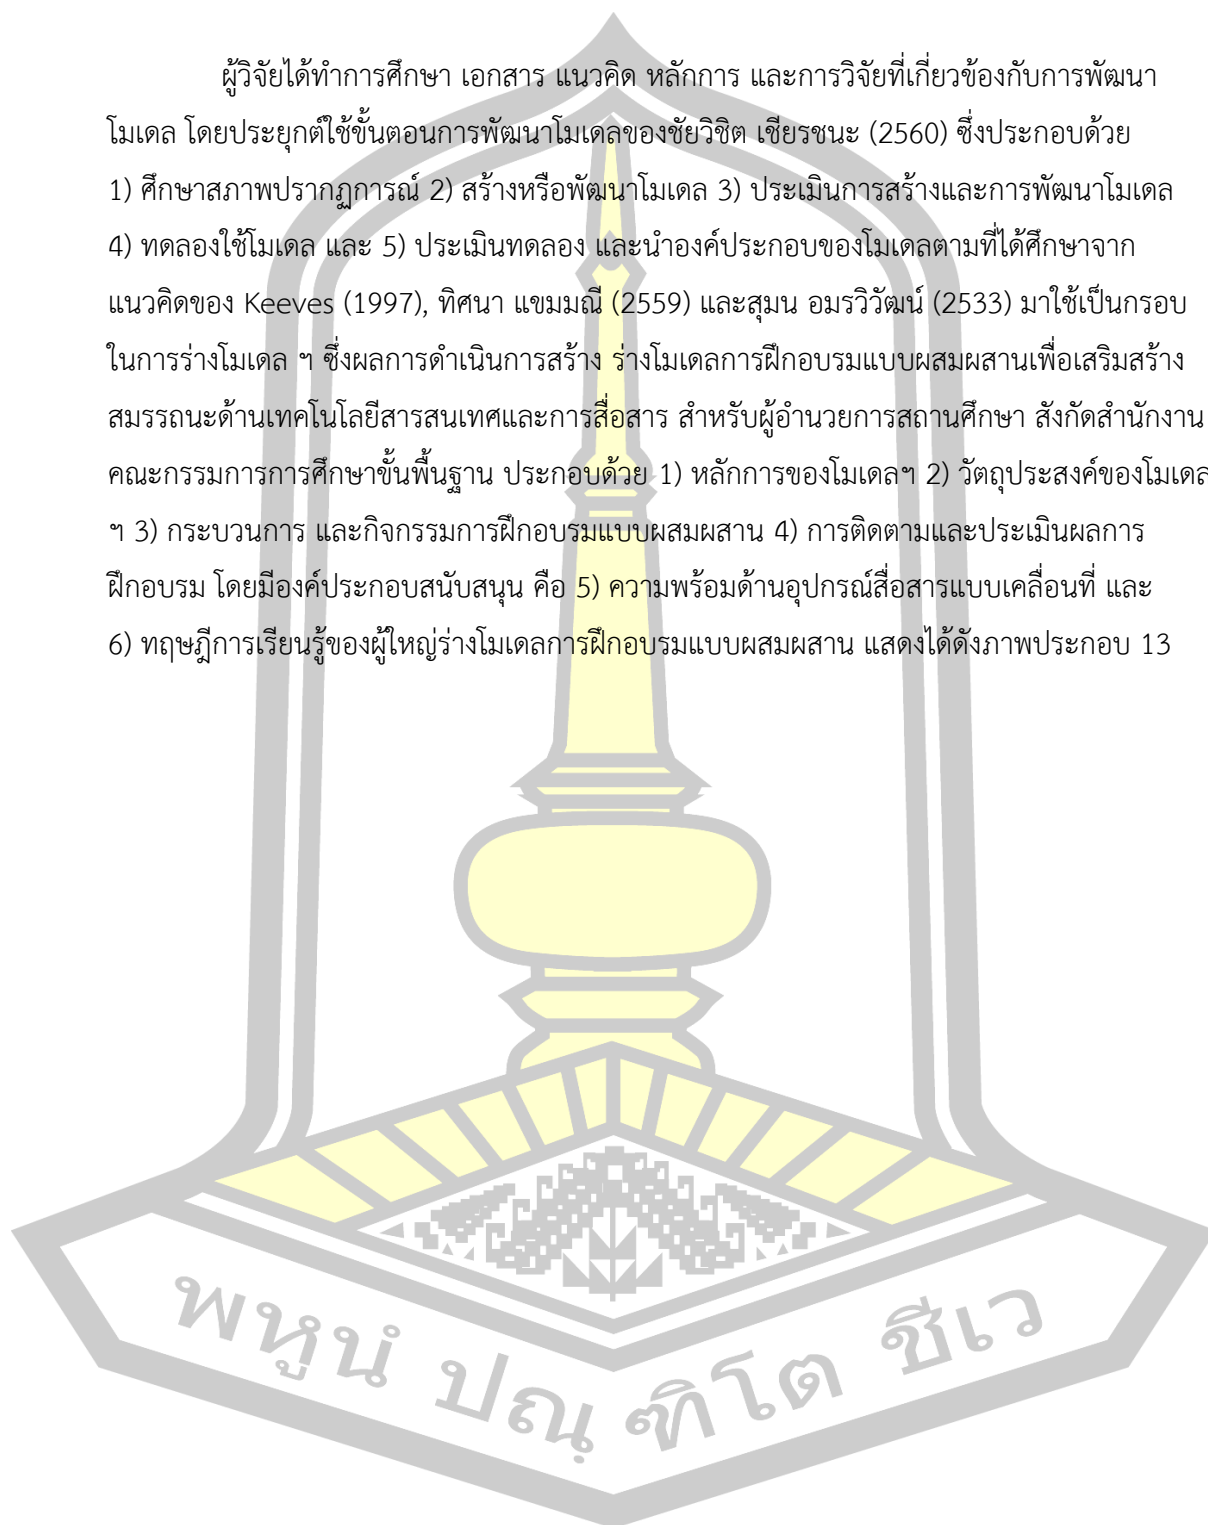 ผู้วิจัยได้ทำการศึกษา เอกสาร แนวคิด หลักการ และการวิจัยที่เกี่ยวข้องกับการพัฒนา
โมเดล โดยประยุกต์ใช้ขั้นตอนการพัฒนาโมเดลของชัยวิชิต เชียรชนะ (2560) ซึ่งประกอบด้วย
1) ศึกษาสภาพปรากฏการณ์ 2) สร้างหรือพัฒนาโมเดล 3) ประเมินการสร้างและการพัฒนาโมเดล
4) ทดลองใช้โมเดล และ 5) ประเมินทดลอง และนำองค์ประกอบของโมเดลตามที่ได้ศึกษาจาก
แนวคิดของ Keeves (1997), ทิศนา แขมมณี (2559) และสุมน อมรวิวัฒน์ (2533) มาใช้เป็นกรอบ
ในการร่างโมเดล ฯ ซึ่งผลการดำเนินการสร้าง ร่างโมเดลการฝึกอบรมแบบผสมผสานเพื่อเสริมสร้าง
สมรรถนะด้านเทคโนโลยีสารสนเทศและการสื่อสาร สำหรับผู้อำนวยการสถานศึกษา สังกัดสำนักงาน
คณะกรรมการการศึกษาขั้นพื้นฐาน ประกอบด้วย 1) หลักการของโมเดลฯ 2) วัตถุประสงค์ของโมเดล
ฯ 3) กระบวนการ และกิจกรรมการฝึกอบรมแบบผสมผสาน 4) การติดตามและประเมินผลการ
ฝึกอบรม โดยมีองค์ประกอบสนับสนุน คือ 5) ความพร้อมด้านอุปกรณ์สื่อสารแบบเคลื่อนที่ และ
6) ทฤษฎีการเรียนรู้ของผู้ใหญ่ร่างโมเดลการฝึกอบรมแบบผสมผสาน แสดงได้ดังภาพประกอบ 13
พหูนํ ปณฺฑิโต ชีเว